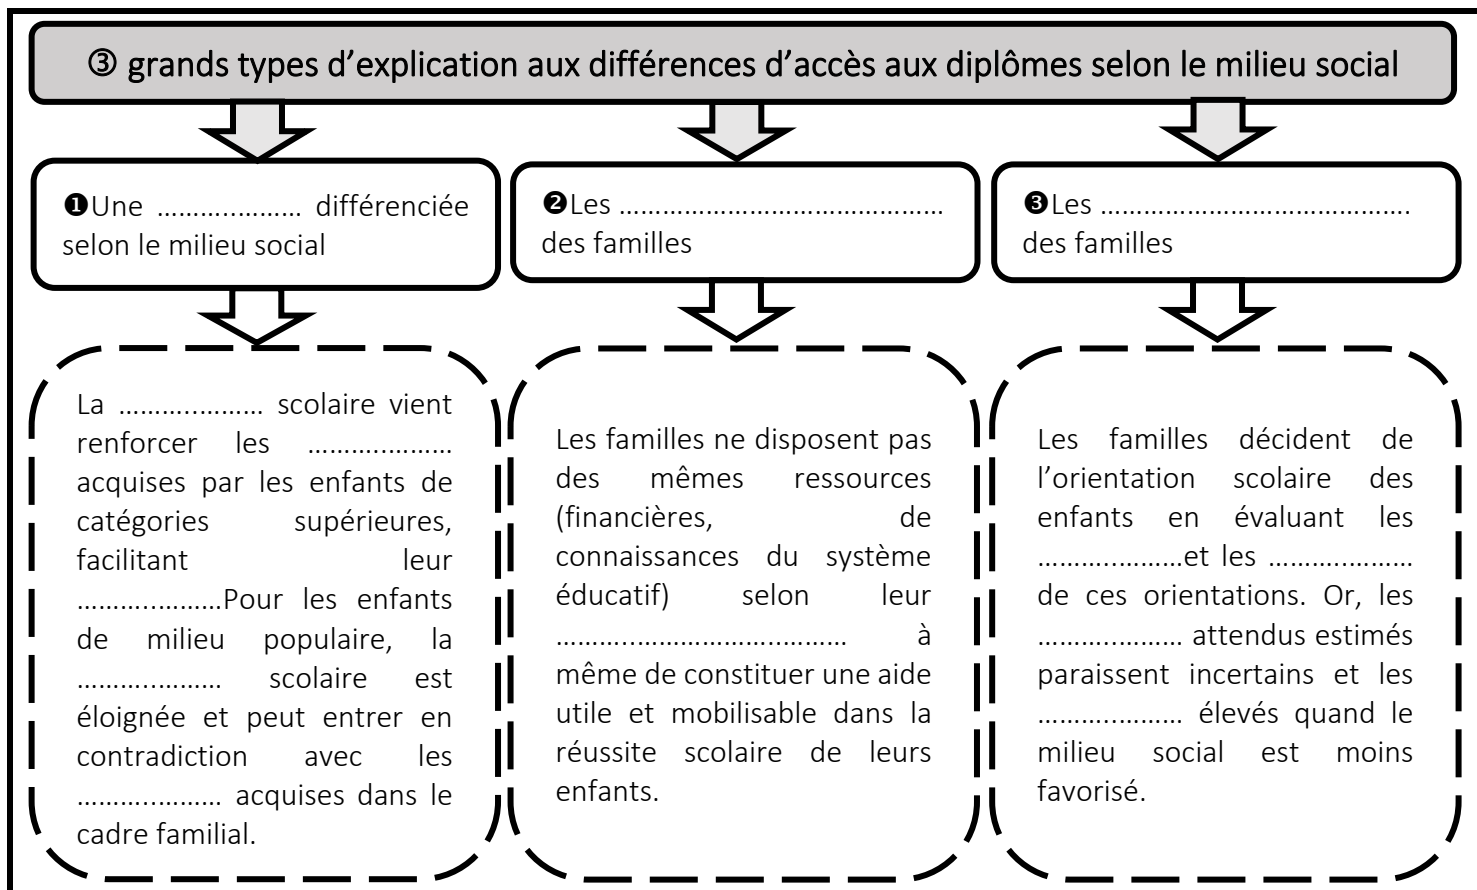 ③ grands types d’explication aux différences d’accès aux diplômes selon le milieu social
❶Une ………..……… différenciée
selon le milieu social
❷Les ……………………………………
des familles
❸Les ………………………………….
des familles
La ………..……… scolaire vient
renforcer les ………..………
acquises par les enfants de
catégories supérieures,
facilitant leur
………..………Pour les enfants
de milieu populaire, la
………..……… scolaire est
éloignée et peut entrer en
contradiction avec les
………..……… acquises dans le
cadre familial.
Les familles ne disposent pas
des mêmes ressources
(financières, de
connaissances du système
éducatif) selon leur
………..………………..……… à
même de constituer une aide
utile et mobilisable dans la
réussite scolaire de leurs
enfants.
Les familles décident de
l’orientation scolaire des
enfants en évaluant les
………..………et les ………..………
de ces orientations. Or, les
………..……… attendus estimés
paraissent incertains et les
………..……… élevés quand le
milieu social est moins
favorisé.